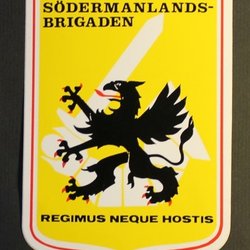 SÖDERMANLANDS-
BRIGADEN
REGIMUS NEQUE HOSTIS